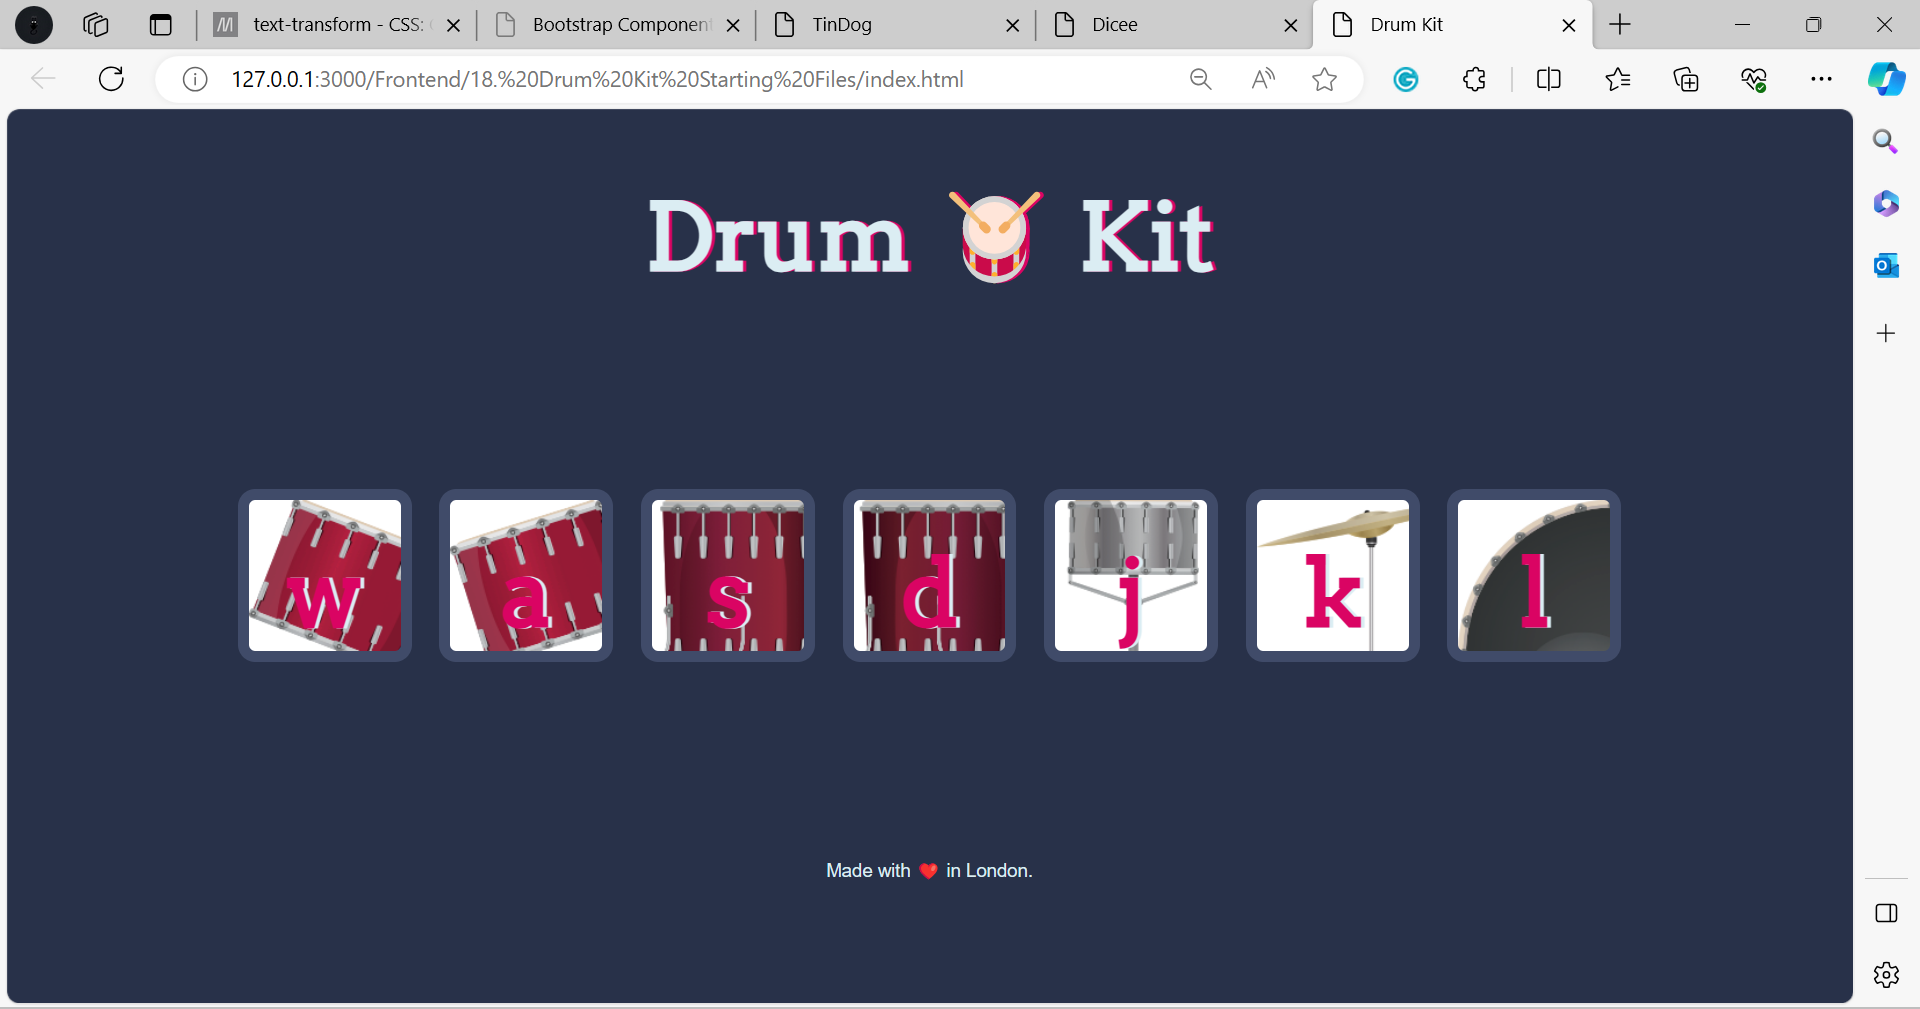 text-transform - CSS:
Bootstrap Component
TinDog
Dicee
Drum Kit
127.0.0.1:3000/Frontend/18.%20Drum%20Kit%20Starting%20Files/index.html
Drum 🥁 Kit
w a s d j k l
Made with ❤️ in London.